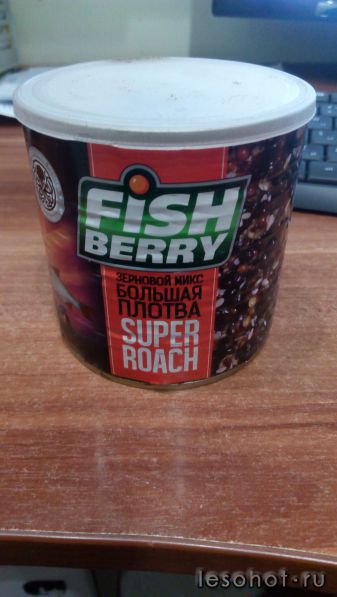 FISH
BERRY
ЗЕРНОВОЙ МИКС
БОЛЬШАЯ
ПЛОТВА
SUPER
ROACH
lesohot.ru